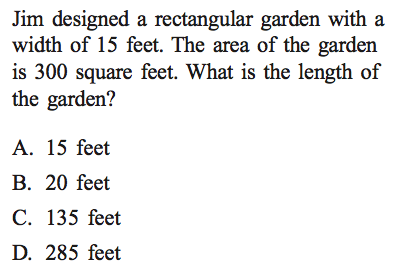 Jim designed a rectangular garden with a
width of 15 feet. The area of the garden
is 300 square feet. What is the length of
the garden?
A. 15 feet
B. 20 feet
C. 135 feet
D. 285 feet